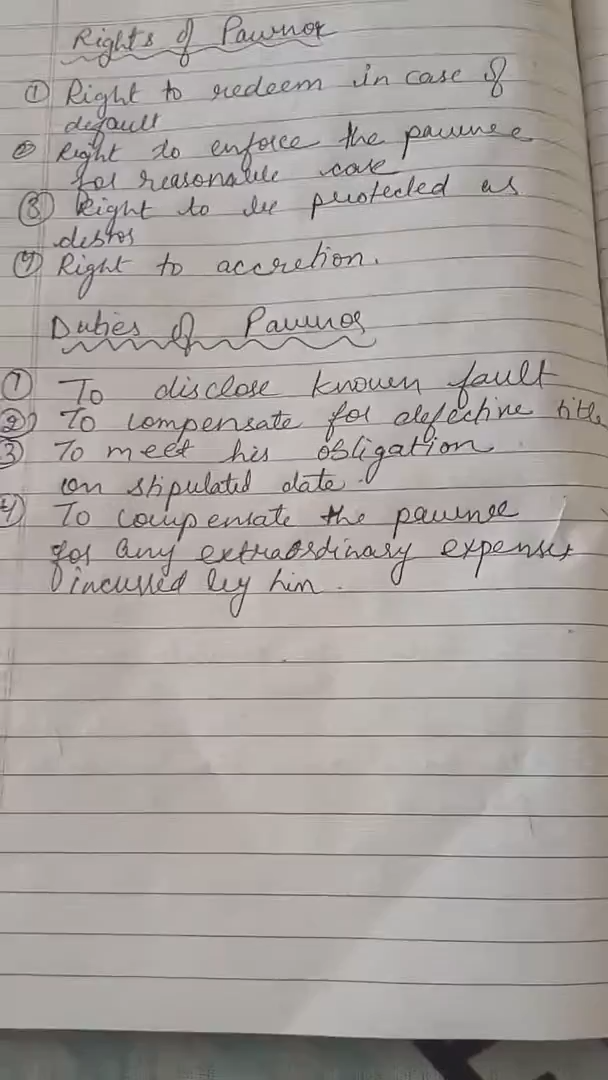 Rights of Pawnor
① Right to redeem in case of
default
② Right to enforce the pawnee
for reasonable care
③ Right to be protected as
debtor
④ Right to accretion.
Duties of Pawnor
① To disclose known fault
② To compensate for defective title
③ To meet his obligation
on stipulated date.
④ To compensate the pawnee
for any extraordinary expenses
incurred by him.